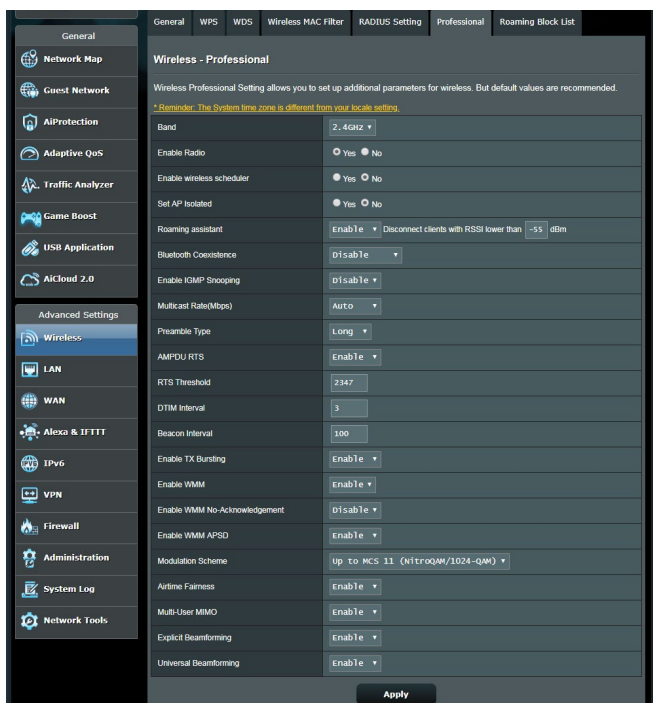 General WPS WDS Wireless MAC Filter RADIUS Setting Professional Roaming Block List
General
Network Map
Guest Network
AiProtection
Adaptive QoS
Traffic Analyzer
Game Boost
USB Application
AiCloud 2.0
Advanced Settings
Wireless
LAN
WAN
Alexa & IFTTT
IPv6
VPN
Firewall
Administration
System Log
Network Tools
Wireless - Professional
Wireless Professional Setting allows you to set up additional parameters for wireless. But default values are recommended.
* Reminder: The System time zone is different from your locale setting.
Band 2.4GHz
Enable Radio Yes No
Enable wireless scheduler Yes No
Set AP Isolated Yes No
Roaming assistant Enable Disconnect clients with RSSI lower than -55 dBm
Bluetooth Coexistence Disable
Enable IGMP Snooping Disable
Multicast Rate(Mbps) Auto
Preamble Type Long
AMPDU RTS Enable
RTS Threshold 2347
DTIM Interval 3
Beacon Interval 100
Enable TX Bursting Enable
Enable WMM Enable
Enable WMM No-Acknowledgement Disable
Enable WMM APSD Enable
Modulation Scheme Up to MCS 11 (NitroQAM/1024-QAM)
Airtime Fairness Enable
Multi-User MIMO Enable
Explicit Beamforming Enable
Universal Beamforming Enable
Apply